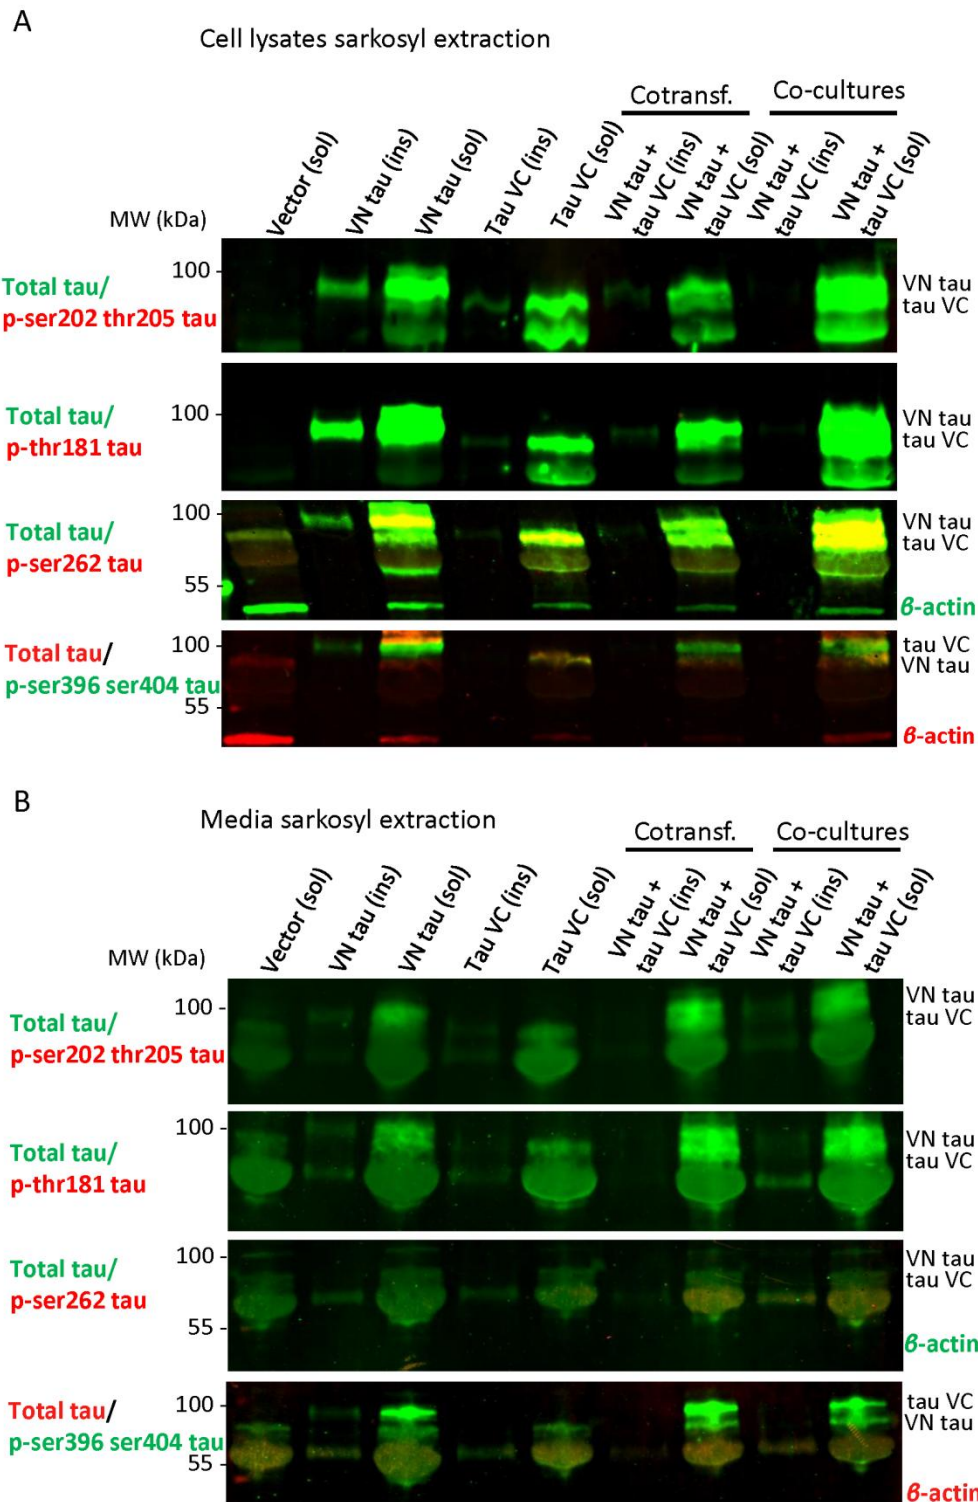 A
Cell lysates sarkosyl extraction
Cotransf.
Co-cultures
Vector (sol)
VN tau (ins)
VN tau (sol)
Tau VC (ins)
Tau VC (sol)
VN tau +
tau VC (ins)
VN tau +
tau VC (sol)
VN tau +
tau VC (ins)
VN tau +
tau VC (sol)
MW (kDa)
Total tau/
p-ser202 thr205 tau
100 -
VN tau
tau VC
Total tau/
p-thr181 tau
100 -
VN tau
tau VC
Total tau/
p-ser262 tau
100 -
55 -
VN tau
tau VC
β-actin
Total tau/
p-ser396 ser404 tau
100 -
55 -
tau VC
VN tau
β-actin
B
Media sarkosyl extraction
Cotransf.
Co-cultures
Vector (sol)
VN tau (ins)
VN tau (sol)
Tau VC (ins)
Tau VC (sol)
VN tau +
tau VC (ins)
VN tau +
tau VC (sol)
VN tau +
tau VC (ins)
VN tau +
tau VC (sol)
MW (kDa)
Total tau/
p-ser202 thr205 tau
100 -
VN tau
tau VC
Total tau/
p-thr181 tau
100 -
VN tau
tau VC
Total tau/
p-ser262 tau
100 -
55 -
VN tau
tau VC
β-actin
Total tau/
p-ser396 ser404 tau
100 -
55 -
tau VC
VN tau
β-actin